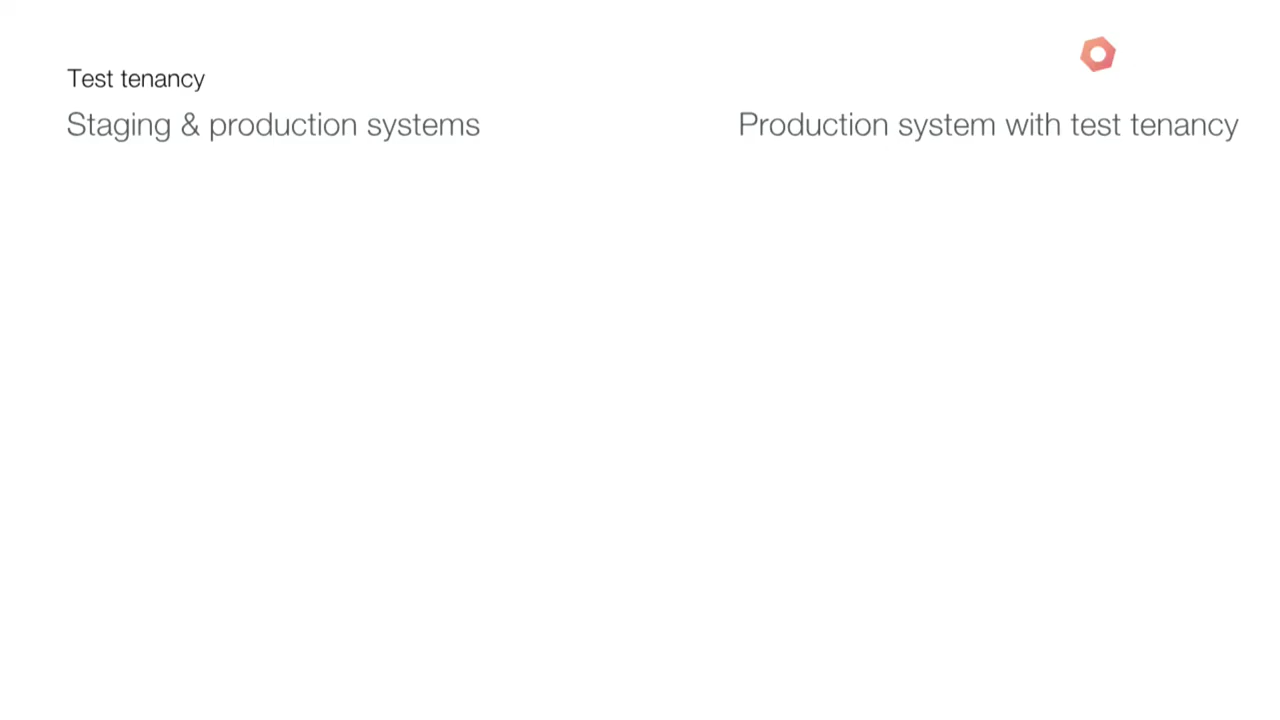 Test tenancy
Staging & production systems
Production system with test tenancy